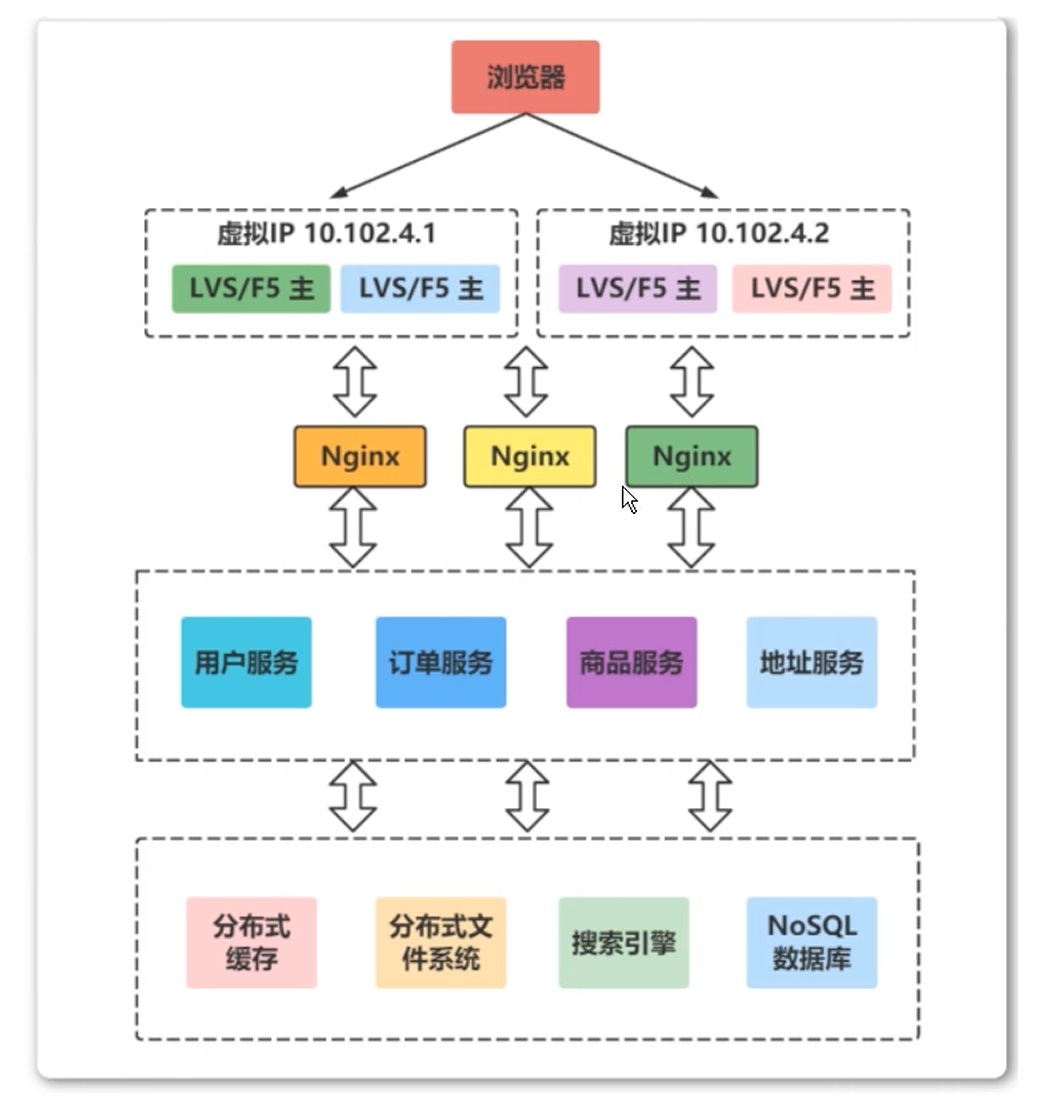 浏览器
虚拟IP 10.102.4.1
虚拟IP 10.102.4.2
LVS/F5 主
LVS/F5 主
LVS/F5 主
LVS/F5 主
Nginx
Nginx
Nginx
用户服务
订单服务
商品服务
地址服务
分布式
缓存
分布式文
件系统
搜索引擎
NoSQL
数据库